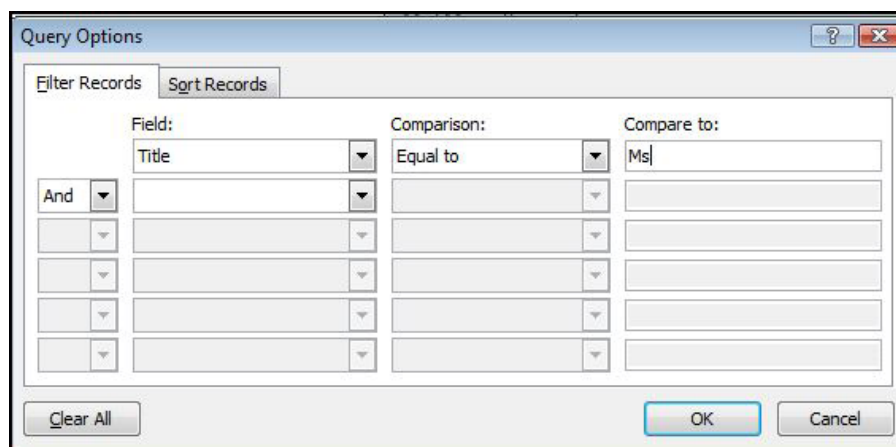 Query Options
Filter Records Sort Records
Field: Comparison: Compare to:
Title Equal to Ms
And
Clear All OK Cancel